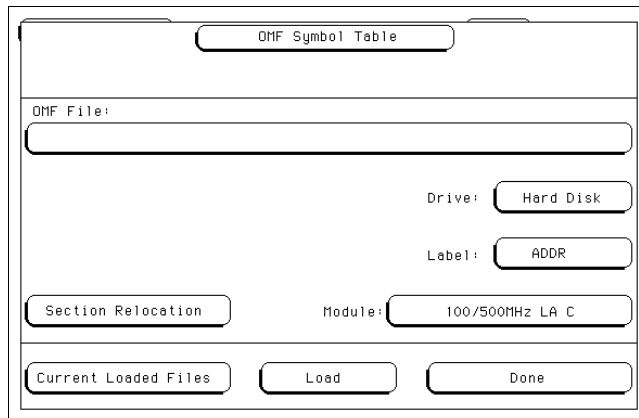 OMF Symbol Table
OMF File:
Drive: Hard Disk
Label: ADDR
Section Relocation Module: 100/500MHz LA C
Current Loaded Files Load Done